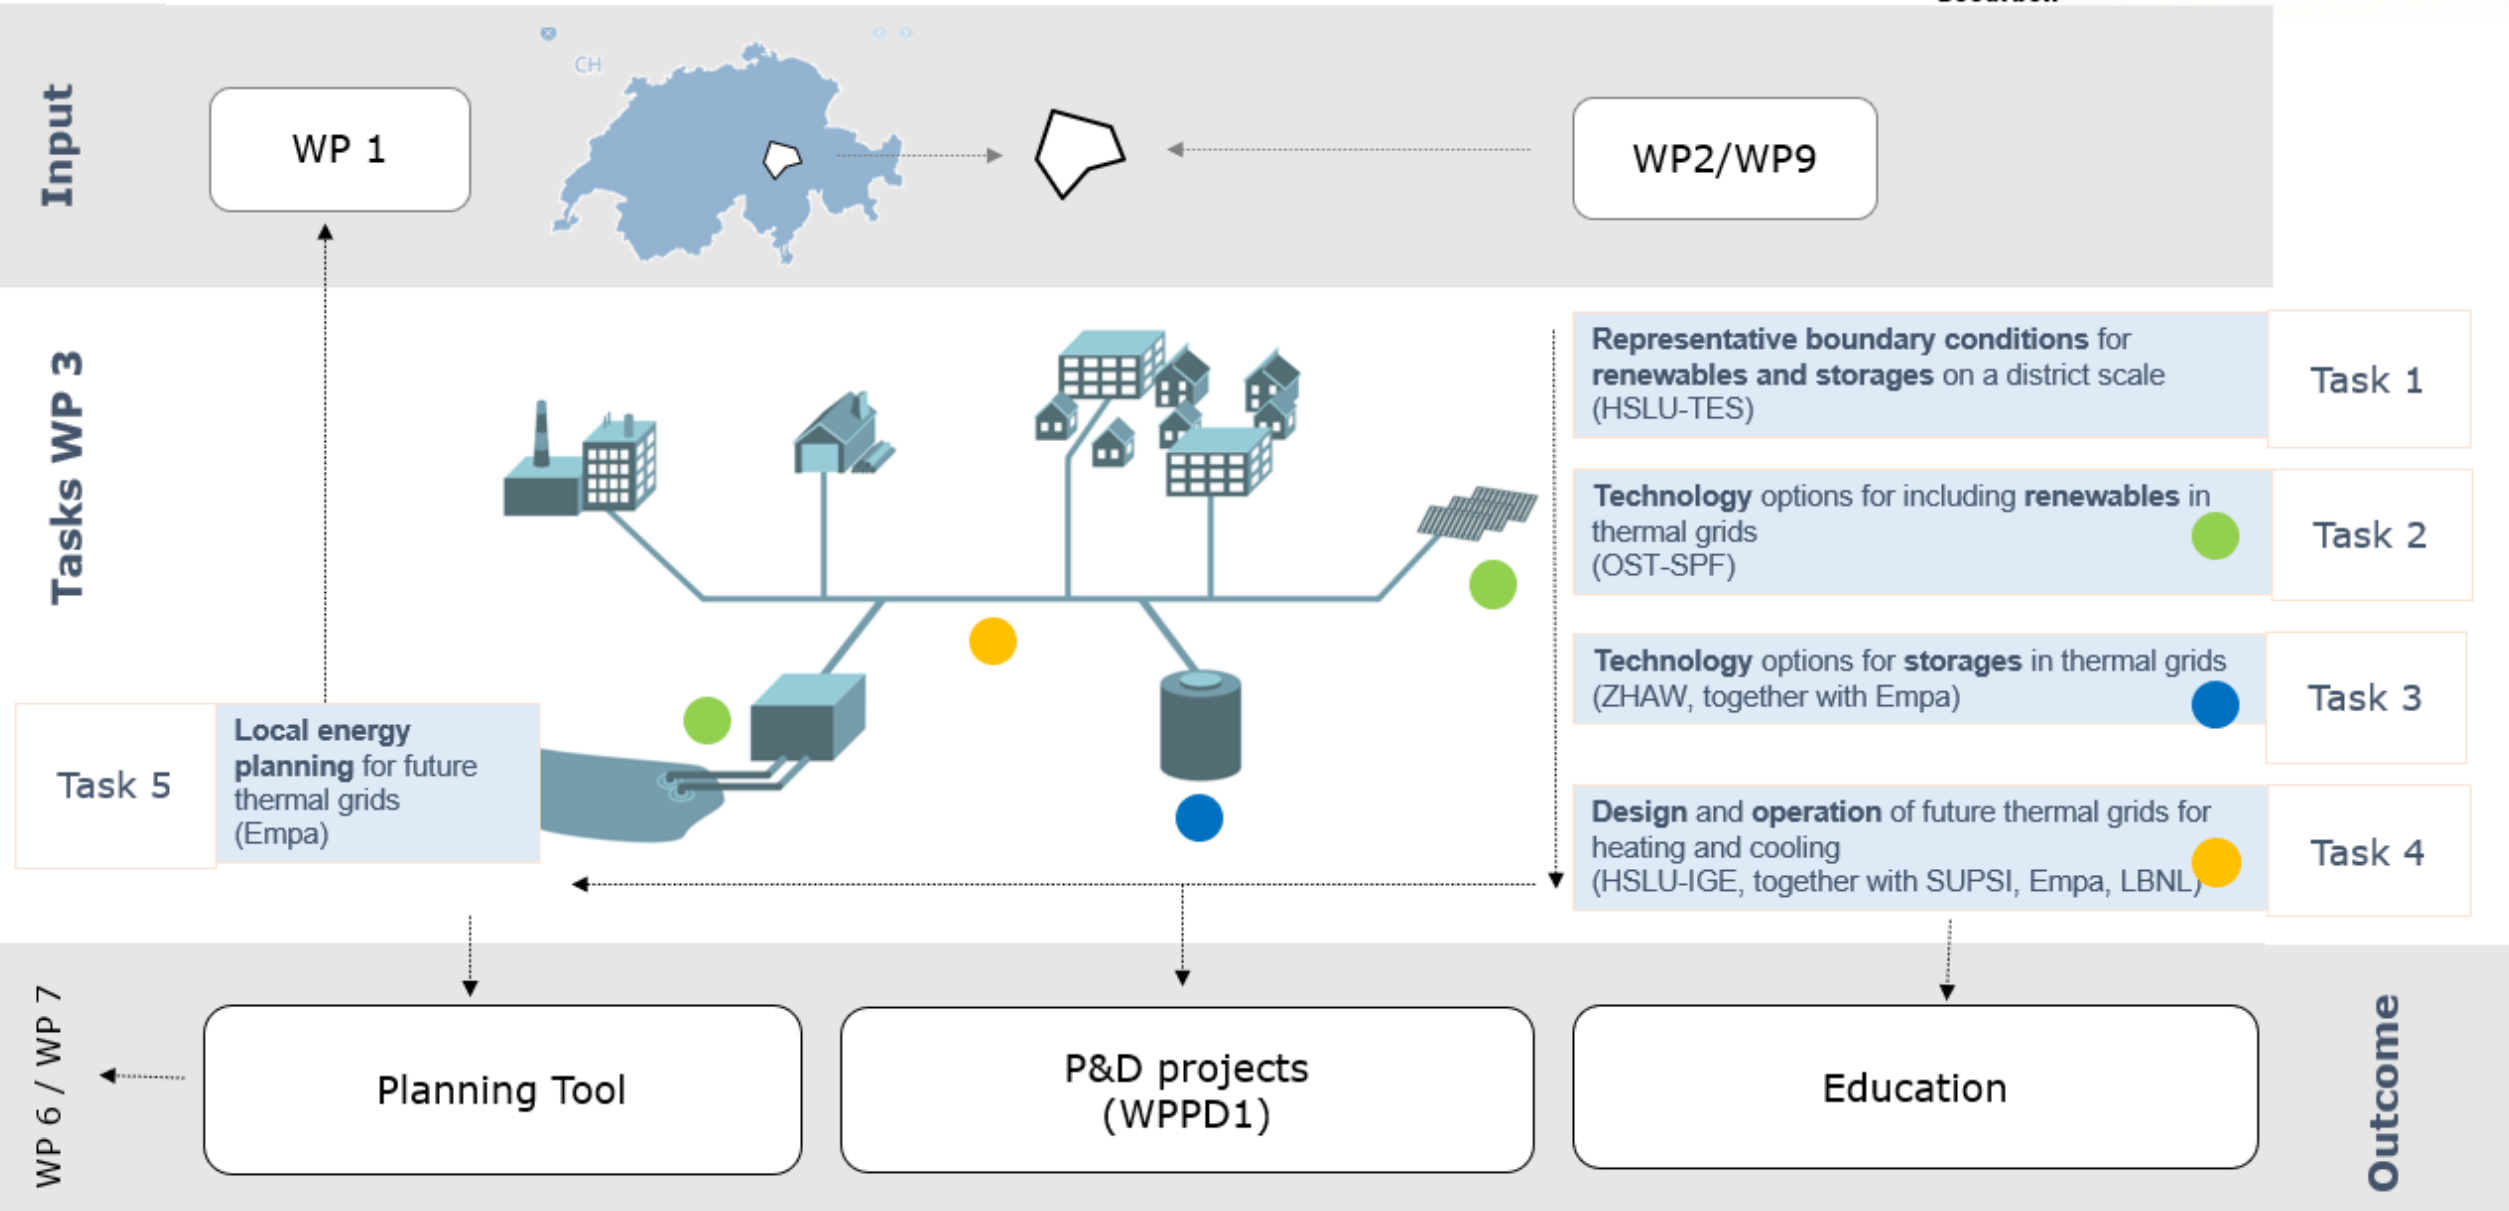 Input
CH
WP 1
WP2/WP9
Tasks WP 3
Representative boundary conditions for
renewables and storages on a district scale
(HSLU-TES)
Task 1
Technology options for including renewables in
thermal grids
(OST-SPF)
Task 2
Technology options for storages in thermal grids
(ZHAW, together with Empa)
Task 3
Design and operation of future thermal grids for
heating and cooling
(HSLU-IGE, together with SUPSI, Empa, LBNL)
Task 4
Task 5
Local energy
planning for future
thermal grids
(Empa)
WP 6 / WP 7
Planning Tool
P&D projects
(WPPD1)
Education
Outcome